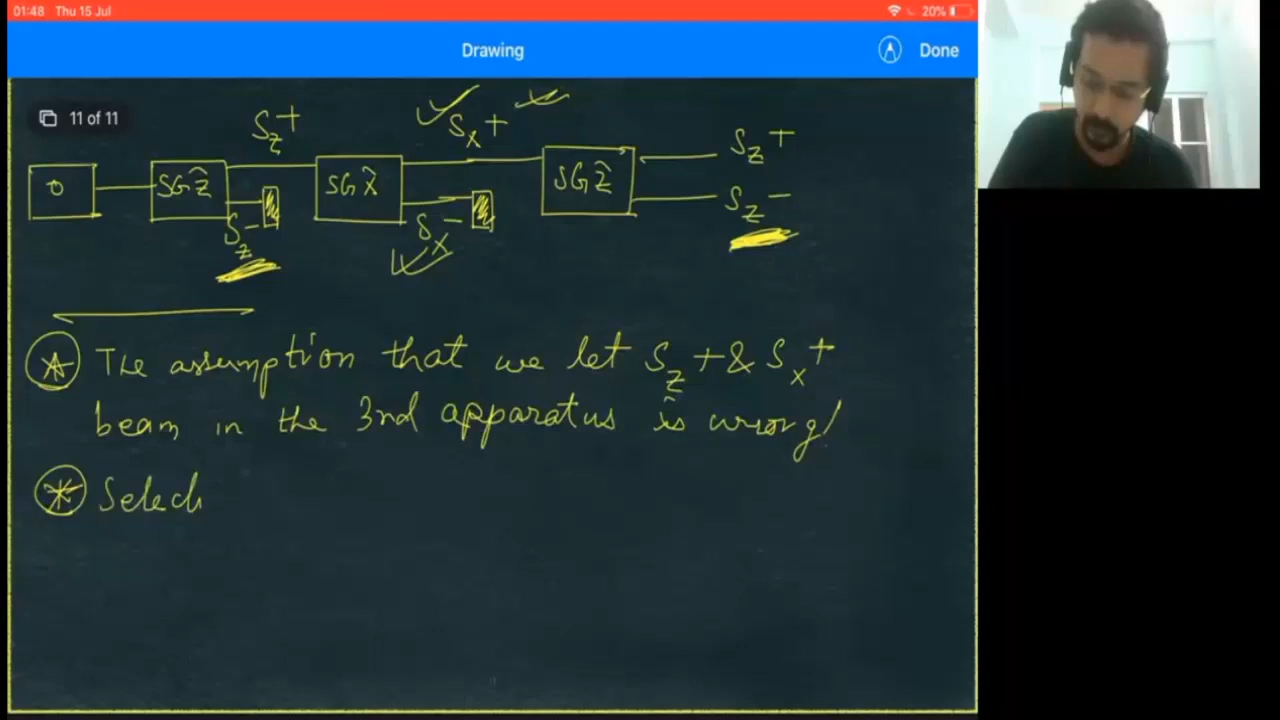 01:48 Thu 15 Jul 20%
Drawing Done
11 of 11
Sz+ Sx+ Sz+
O SGẑ SGx̂ SGẑ
Sz- Sx- Sz-
The assumption that we let Sz+ & Sx+
beam in the 3rd apparatus is wrong!
Select